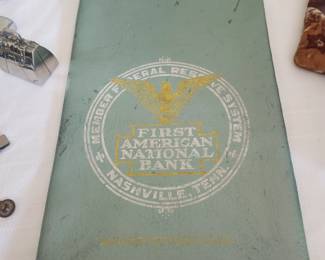 MEMBER FEDERAL RESERVE SYSTEM
FIRST
AMERICAN
NATIONAL
BANK
NASHVILLE, TENN.